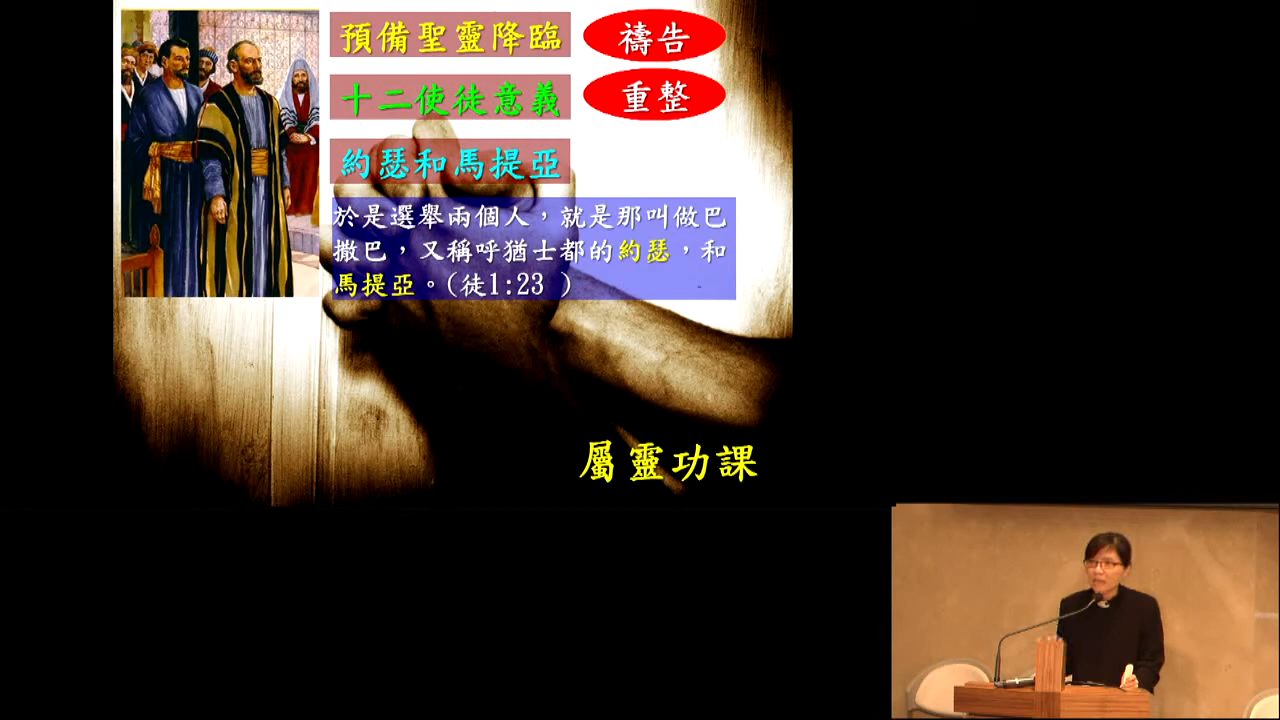 預備聖靈降臨
禱告
十二使徒意義
重整
約瑟和馬提亞
於是選舉兩個人，就是那叫做巴
撒巴，又稱呼猶士都的約瑟，和
馬提亞。(徒1:23 )
屬靈功課